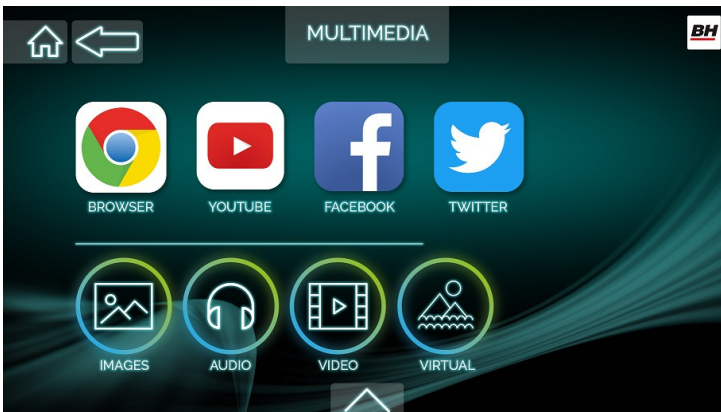 MULTIMEDIA
BH
BROWSER
YOUTUBE
FACEBOOK
TWITTER
IMAGES
AUDIO
VIDEO
VIRTUAL